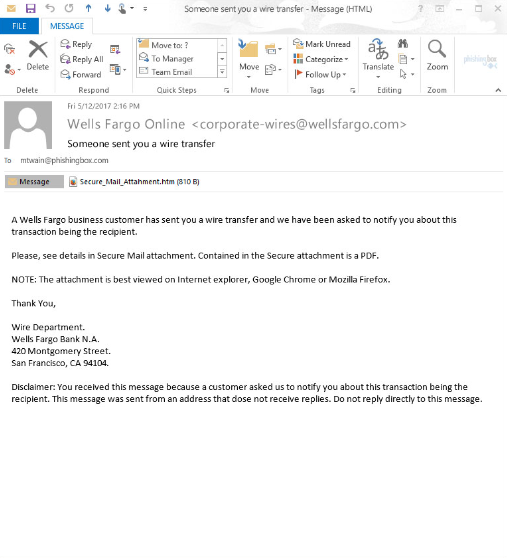 Someone sent you a wire transfer - Message (HTML)
FILE MESSAGE
Delete
Reply
Reply All
Forward
Move to: ?
To Manager
Team Email
Move
Mark Unread
Categorize
Follow Up
Translate
Zoom
phishingbox
Delete Respond Quick Steps Move Tags Editing Zoom
Fri 5/12/2017 2:16 PM
Wells Fargo Online <corporate-wires@wellsfargo.com>
Someone sent you a wire transfer
To mtwain@phishingbox.com
Message Secure_Mail_Attahment.htm (810 B)
A Wells Fargo business customer has sent you a wire transfer and we have been asked to notify you about this
transaction being the recipient.
Please, see details in Secure Mail attachment. Contained in the Secure attachment is a PDF.
NOTE: The attachment is best viewed on Internet explorer, Google Chrome or Mozilla Firefox.
Thank You,
Wire Department.
Wells Fargo Bank N.A.
420 Montgomery Street.
San Francisco, CA 94104.
Disclaimer: You received this message because a customer asked us to notify you about this transaction being the
recipient. This message was sent from an address that dose not receive replies. Do not reply directly to this message.